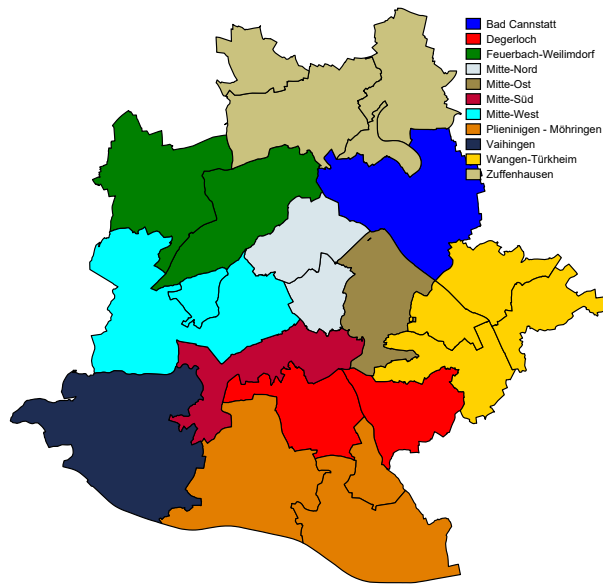 Bad Cannstatt
Degerloch
Feuerbach-Weilimdorf
Mitte-Nord
Mitte-Ost
Mitte-Süd
Mitte-West
Plieninigen - Möhringen
Vaihingen
Wangen-Türkheim
Zuffenhausen